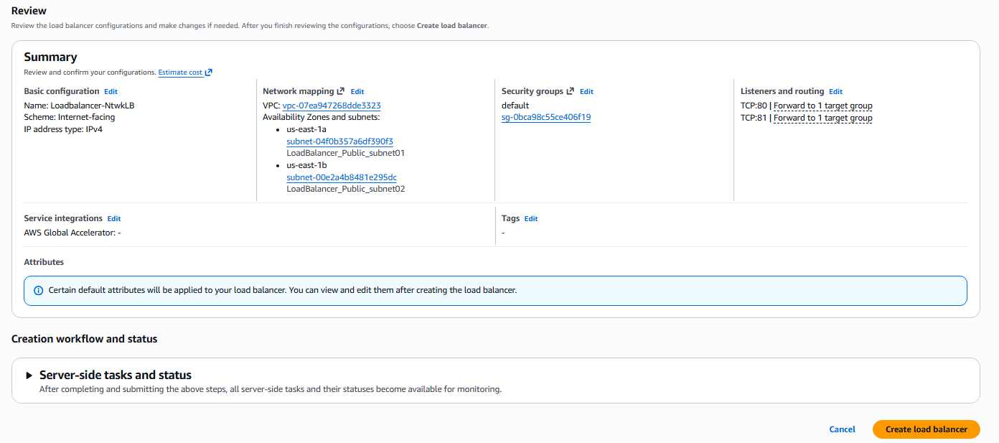 Review
Review the load balancer configurations and make changes if needed. After you finish reviewing the configurations, choose Create load balancer.
Summary
Review and confirm your configurations. Estimate cost
Basic configuration Edit
Name: Loadbalancer-NtwkLB
Scheme: Internet-facing
IP address type: IPv4
Network mapping Edit
VPC: vpc-07ea947268dde3323
Availability Zones and subnets:
• us-east-1a
subnet-04f0b357a6df390f3
LoadBalancer_Public_subnet01
• us-east-1b
subnet-00e2a4b8481e295dc
LoadBalancer_Public_subnet02
Security groups Edit
default
sg-0bca98c55ce406f19
Listeners and routing Edit
TCP:80 | Forward to 1 target group
TCP:81 | Forward to 1 target group
Service integrations Edit
AWS Global Accelerator: -
Tags Edit
-
Attributes
Certain default attributes will be applied to your load balancer. You can view and edit them after creating the load balancer.
Creation workflow and status
Server-side tasks and status
After completing and submitting the above steps, all server-side tasks and their statuses become available for monitoring.
Cancel
Create load balancer